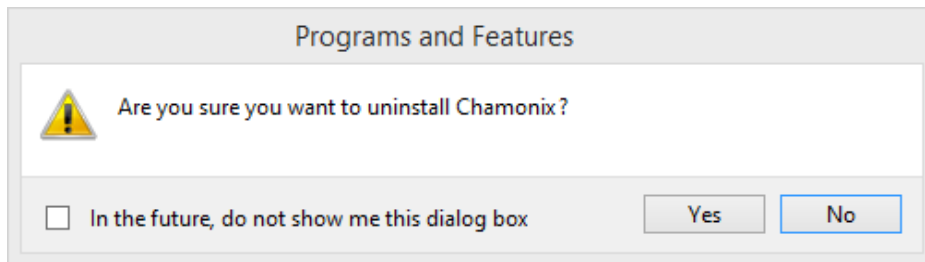 Programs and Features
Are you sure you want to uninstall Chamonix?
In the future, do not show me this dialog box
Yes
No